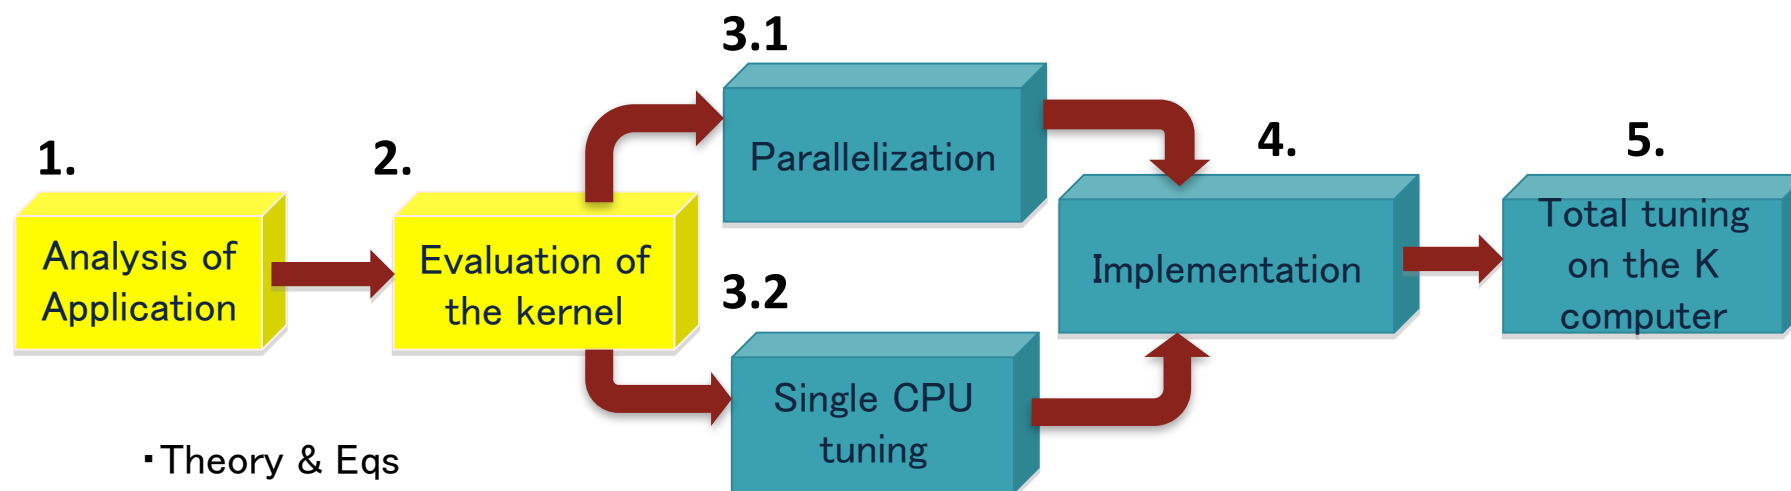 1.
Analysis of
Application
2.
Evaluation of
the kernel
3.1
Parallelization
3.2
Single CPU
tuning
4.
Implementation
5.
Total tuning
on the K
computer
・Theory & Eqs